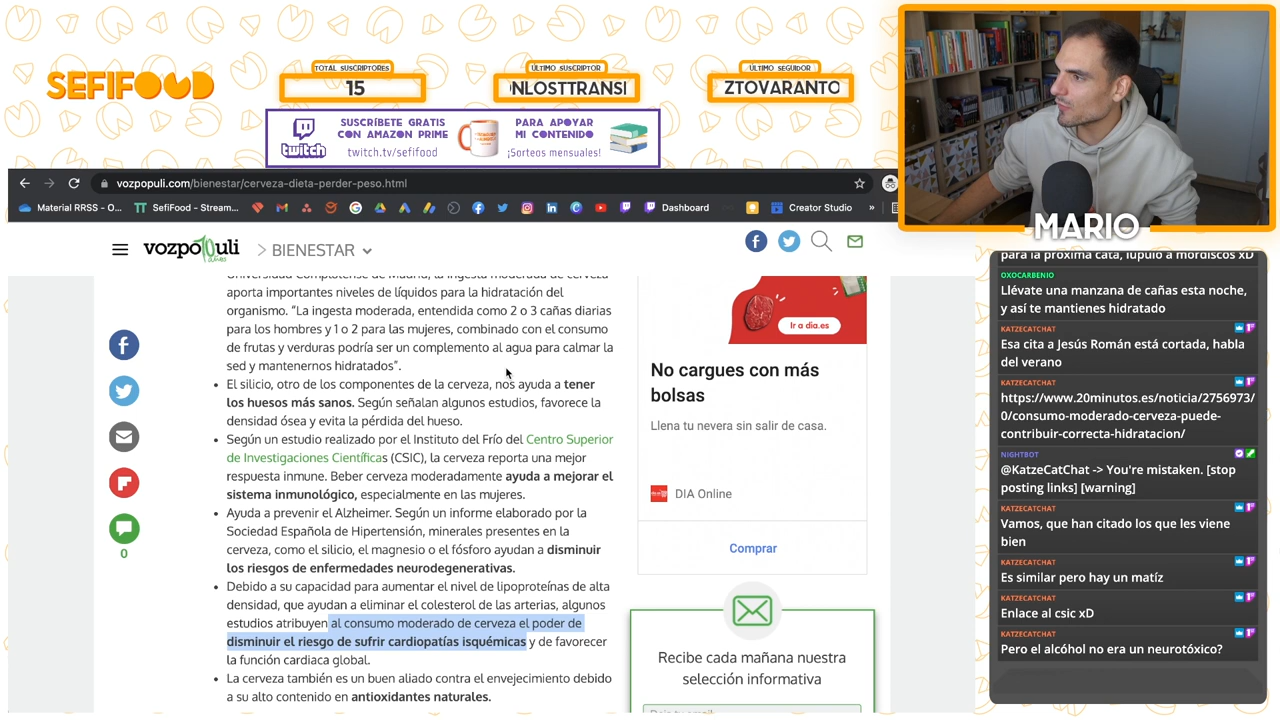 SEFIFOOD
TOTAL SUSCRIPTORES
15
ÚLTIMO SUSCRIPTOR
NLOSTTRANSI
ÚLTIMO SEGUIDOR
ZTOVARANTO
twitch
SUSCRÍBETE GRATIS
CON AMAZON PRIME
twitch.tv/sefifood
PARA APOYAR
MI CONTENIDO
¡Sorteos mensuales!
vozpopuli.com/bienestar/cerveza-dieta-perder-peso.html
Material RRSS - O...
SefiFood - Stream...
Dashboard
Creator Studio
»
vozpópuli
BIENESTAR
Universidad Complutense de Madrid, la ingesta moderada de cerveza
aporta importantes niveles de líquidos para la hidratación del
organismo. “La ingesta moderada, entendida como 2 o 3 cañas diarias
para los hombres y 1 o 2 para las mujeres, combinado con el consumo
de frutas y verduras podría ser un complemento al agua para calmar la
sed y mantenernos hidratados”.
El silicio, otro de los componentes de la cerveza, nos ayuda a tener
los huesos más sanos. Según señalan algunos estudios, favorece la
densidad ósea y evita la pérdida del hueso.
Según un estudio realizado por el Instituto del Frío del Centro Superior
de Investigaciones Científicas (CSIC), la cerveza reporta una mejor
respuesta inmune. Beber cerveza moderadamente ayuda a mejorar el
sistema inmunológico, especialmente en las mujeres.
Ayuda a prevenir el Alzheimer. Según un informe elaborado por la
Sociedad Española de Hipertensión, minerales presentes en la
cerveza, como el silicio, el magnesio o el fósforo ayudan a disminuir
los riesgos de enfermedades neurodegenerativas.
Debido a su capacidad para aumentar el nivel de lipoproteínas de alta
densidad, que ayudan a eliminar el colesterol de las arterias, algunos
estudios atribuyen al consumo moderado de cerveza el poder de
disminuir el riesgo de sufrir cardiopatías isquémicas y de favorecer
la función cardiaca global.
La cerveza también es un buen aliado contra el envejecimiento debido
a su alto contenido en antioxidantes naturales.
0
Ir a dia.es
No cargues con más
bolsas
Llena tu nevera sin salir de casa.
DIA Online
Comprar
Recibe cada mañana nuestra
selección informativa
MARIO
para la próxima cata, lúpulo a mordiscos xD
OXOCARBENIO
Llévate una manzana de cañas esta noche,
y así te mantienes hidratado
KATZECATCHAT
Esa cita a Jesús Román está cortada, habla
del verano
KATZECATCHAT
https://www.20minutos.es/noticia/2756973/
0/consumo-moderado-cerveza-puede-
contribuir-correcta-hidratacion/
NIGHTBOT
@KatzeCatChat -> You're mistaken. [stop
posting links] [warning]
KATZECATCHAT
Vamos, que han citado los que les viene
bien
KATZECATCHAT
Es similar pero hay un matíz
KATZECATCHAT
Enlace al csic xD
KATZECATCHAT
Pero el alcóhol no era un neurotóxico?